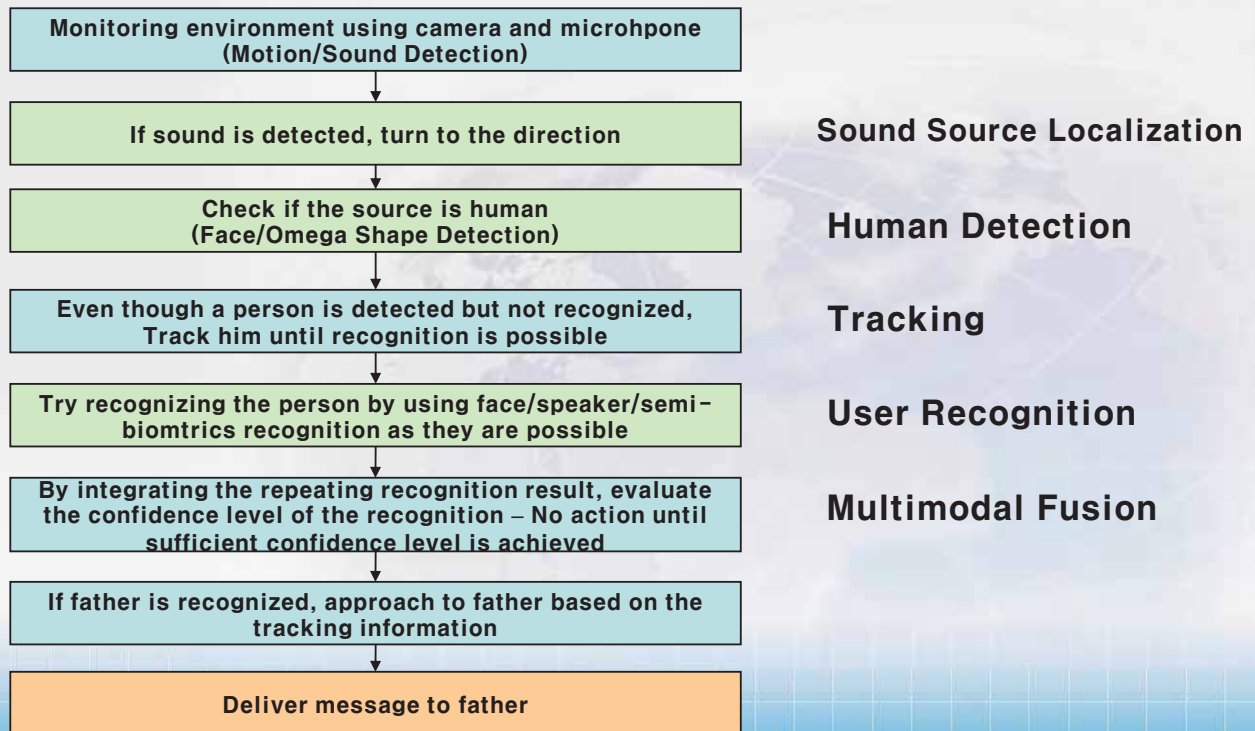 Monitoring environment using camera and microhpone
(Motion/Sound Detection)
If sound is detected, turn to the direction
Sound Source Localization
Check if the source is human
(Face/Omega Shape Detection)
Human Detection
Even though a person is detected but not recognized,
Track him until recognition is possible
Tracking
Try recognizing the person by using face/speaker/semi-
biomtrics recognition as they are possible
User Recognition
By integrating the repeating recognition result, evaluate
the confidence level of the recognition – No action until
sufficient confidence level is achieved
Multimodal Fusion
If father is recognized, approach to father based on the
tracking information
Deliver message to father